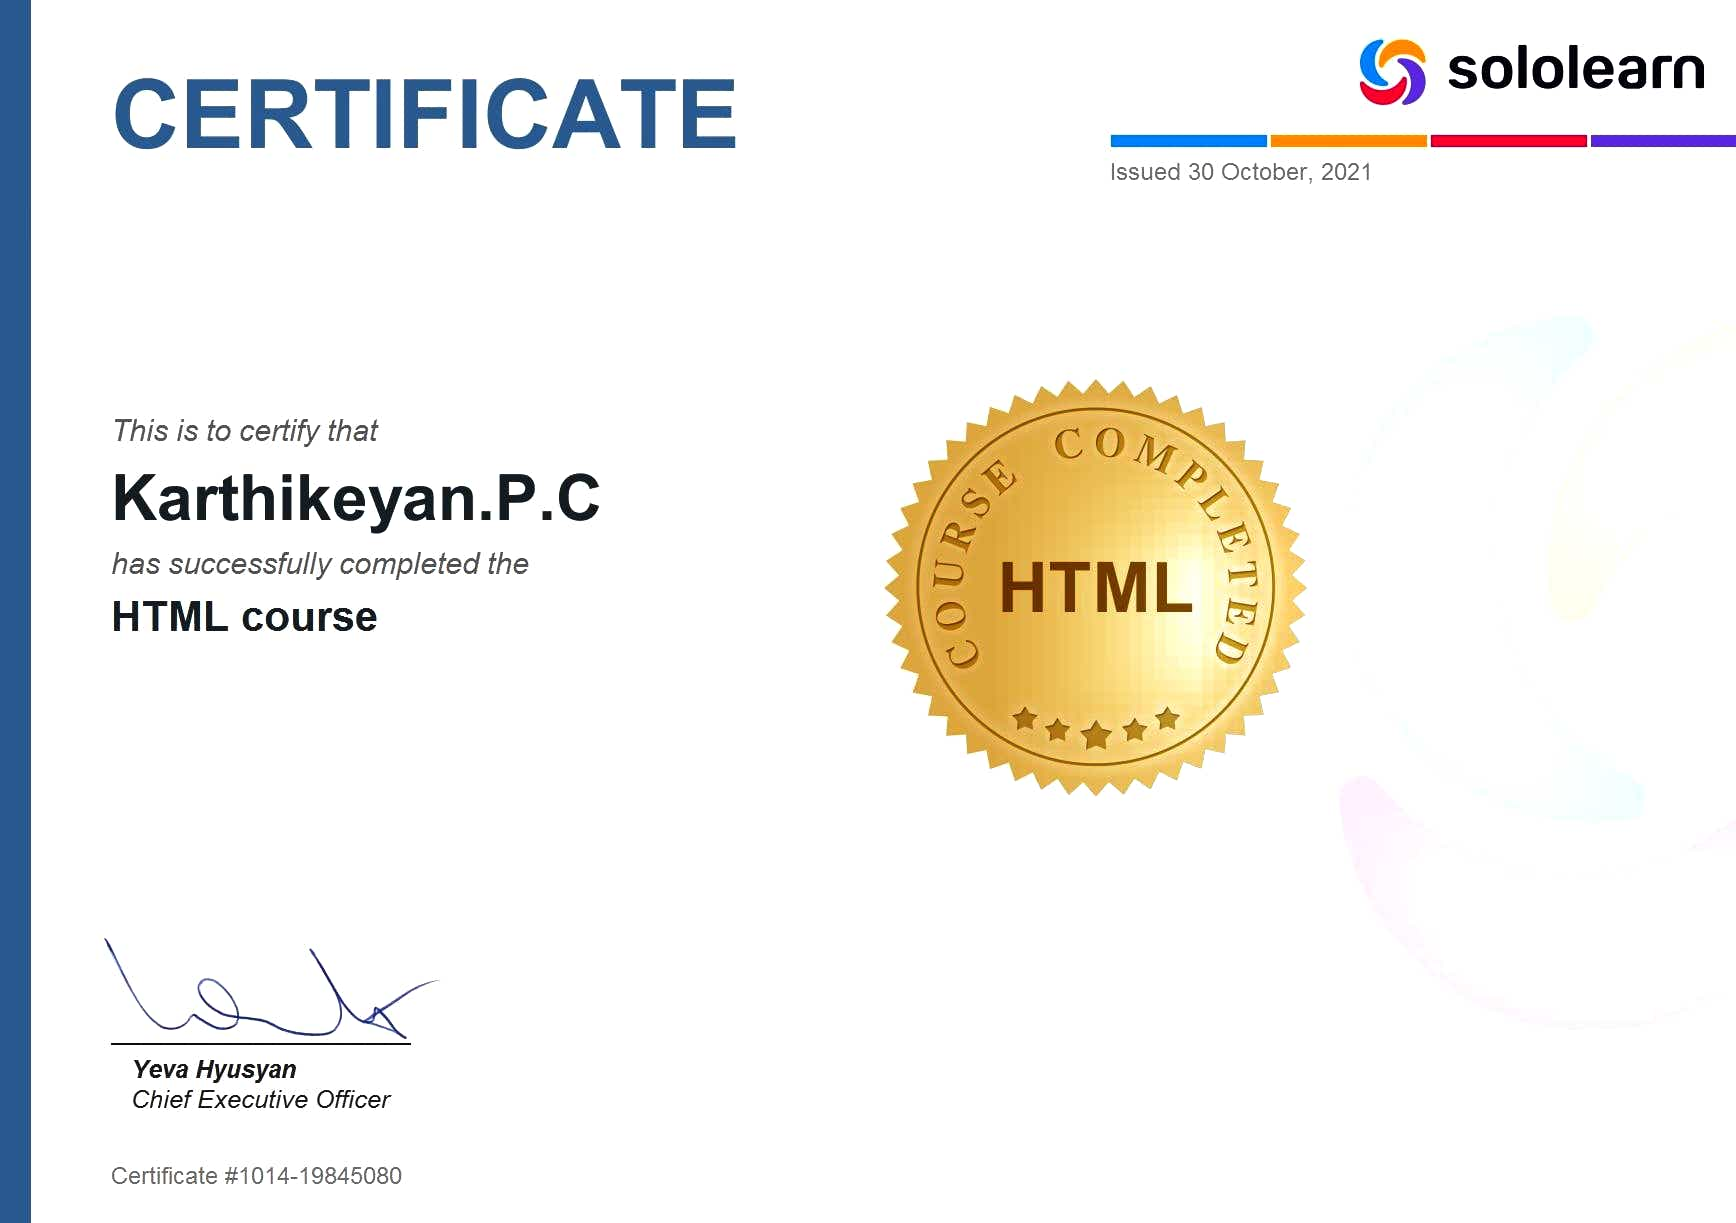 CERTIFICATE
sololearn
Issued 30 October, 2021
This is to certify that
Karthikeyan.P.C
has successfully completed the
HTML course
COURSE COMPLETED
HTML
Yeva Hyusyan
Chief Executive Officer
Certificate #1014-19845080